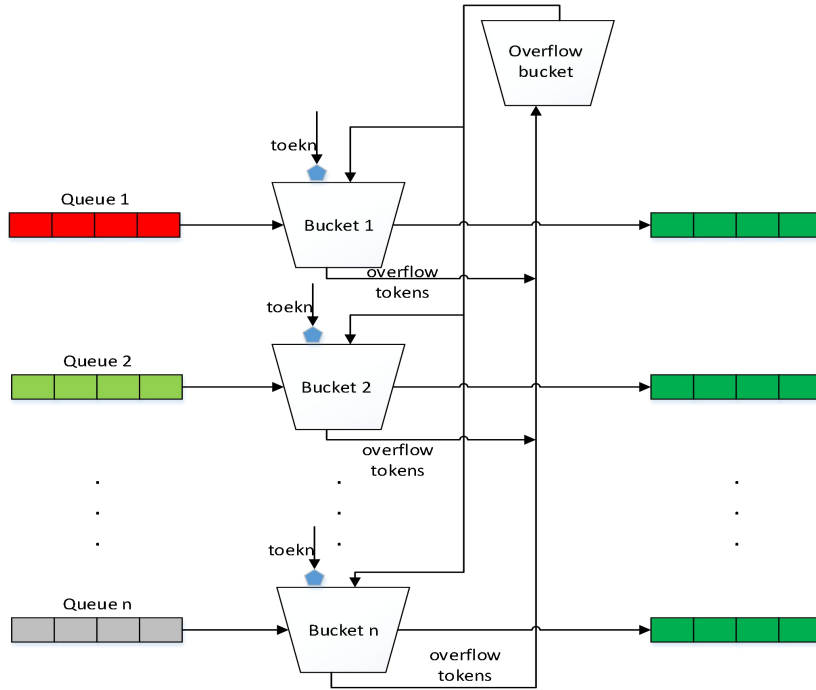 Overflow
bucket
toekn
Queue 1
Bucket 1
overflow
tokens
toekn
Queue 2
Bucket 2
overflow
tokens
toekn
Queue n
Bucket n
overflow
tokens